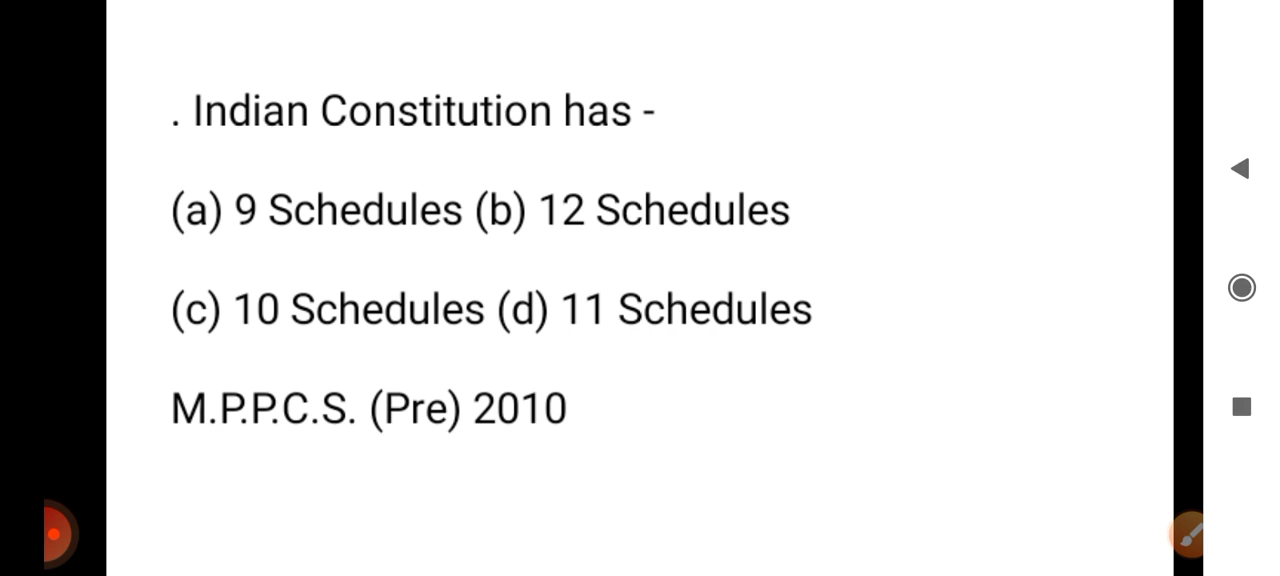 . Indian Constitution has -
(a) 9 Schedules (b) 12 Schedules
(c) 10 Schedules (d) 11 Schedules
M.P.P.C.S. (Pre) 2010